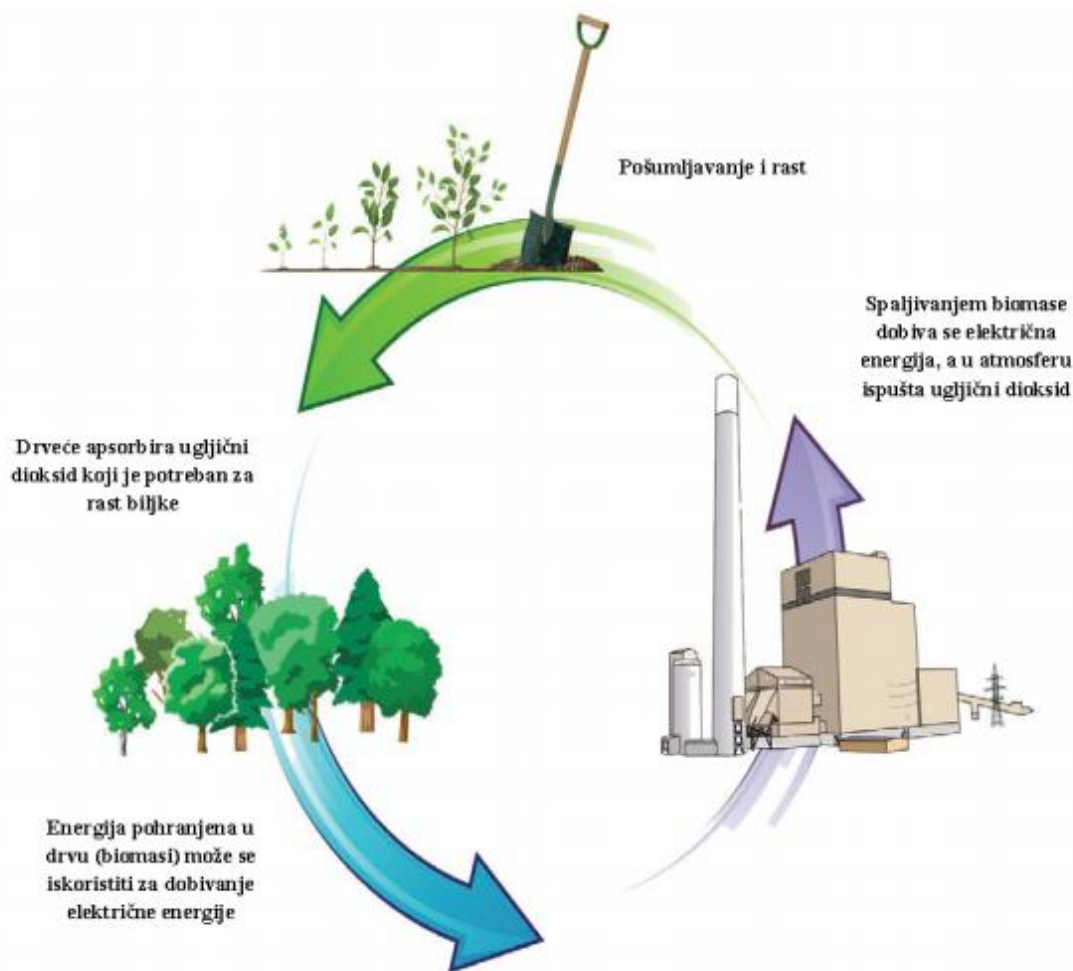 Pošumljavanje i rast
Spaljivanjem biomase
dobiva se električna
energija, a u atmosferu
ispušta ugljični dioksid
Drveće apsorbira ugljični
dioksid koji je potreban za
rast biljke
Energija pohranjena u
drvu (biomasi) može se
iskoristiti za dobivanje
električne energije